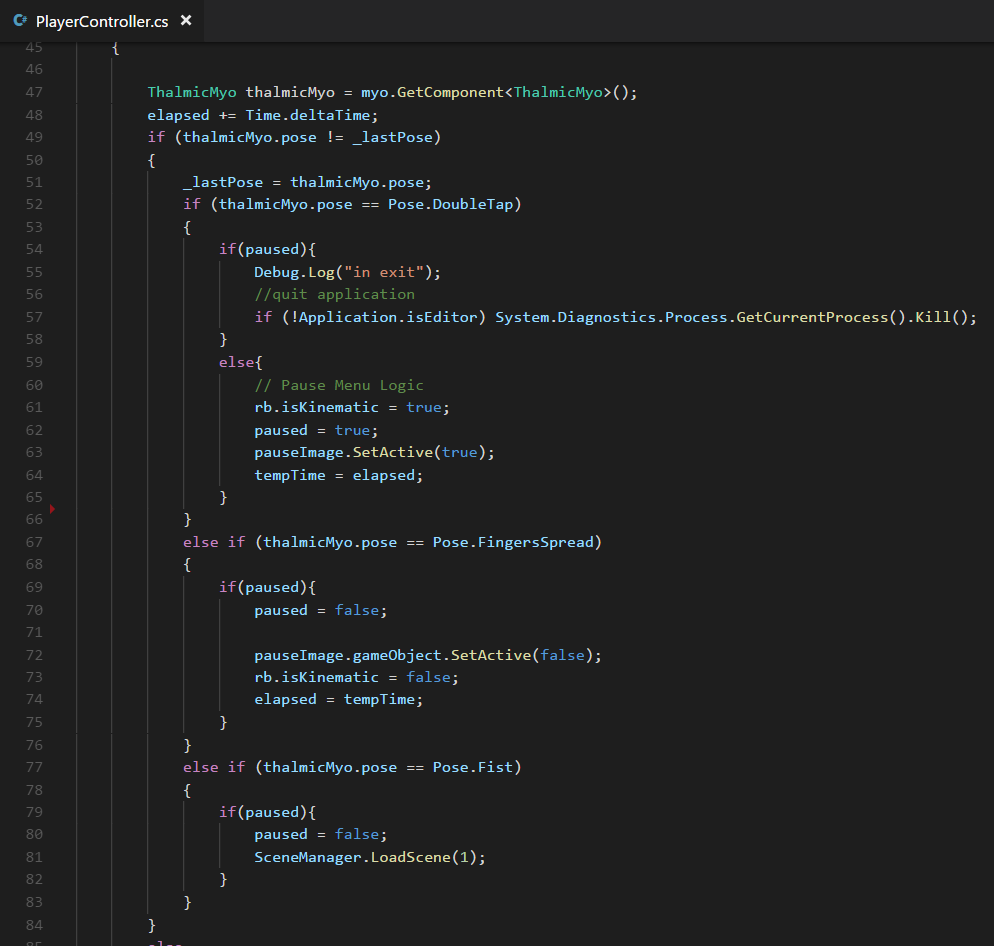 C# PlayerController.cs ×
45 {
46
47 ThalmicMyo thalmicMyo = myo.GetComponent<ThalmicMyo>();
48 elapsed += Time.deltaTime;
49 if (thalmicMyo.pose != _lastPose)
50 {
51 _lastPose = thalmicMyo.pose;
52 if (thalmicMyo.pose == Pose.DoubleTap)
53 {
54 if(paused){
55 Debug.Log("in exit");
56 //quit application
57 if (!Application.isEditor) System.Diagnostics.Process.GetCurrentProcess().Kill();
58 }
59 else{
60 // Pause Menu Logic
61 rb.isKinematic = true;
62 paused = true;
63 pauseImage.SetActive(true);
64 tempTime = elapsed;
65 }
66 }
67 else if (thalmicMyo.pose == Pose.FingersSpread)
68 {
69 if(paused){
70 paused = false;
71
72 pauseImage.gameObject.SetActive(false);
73 rb.isKinematic = false;
74 elapsed = tempTime;
75 }
76 }
77 else if (thalmicMyo.pose == Pose.Fist)
78 {
79 if(paused){
80 paused = false;
81 SceneManager.LoadScene(1);
82 }
83 }
84 }
85 else